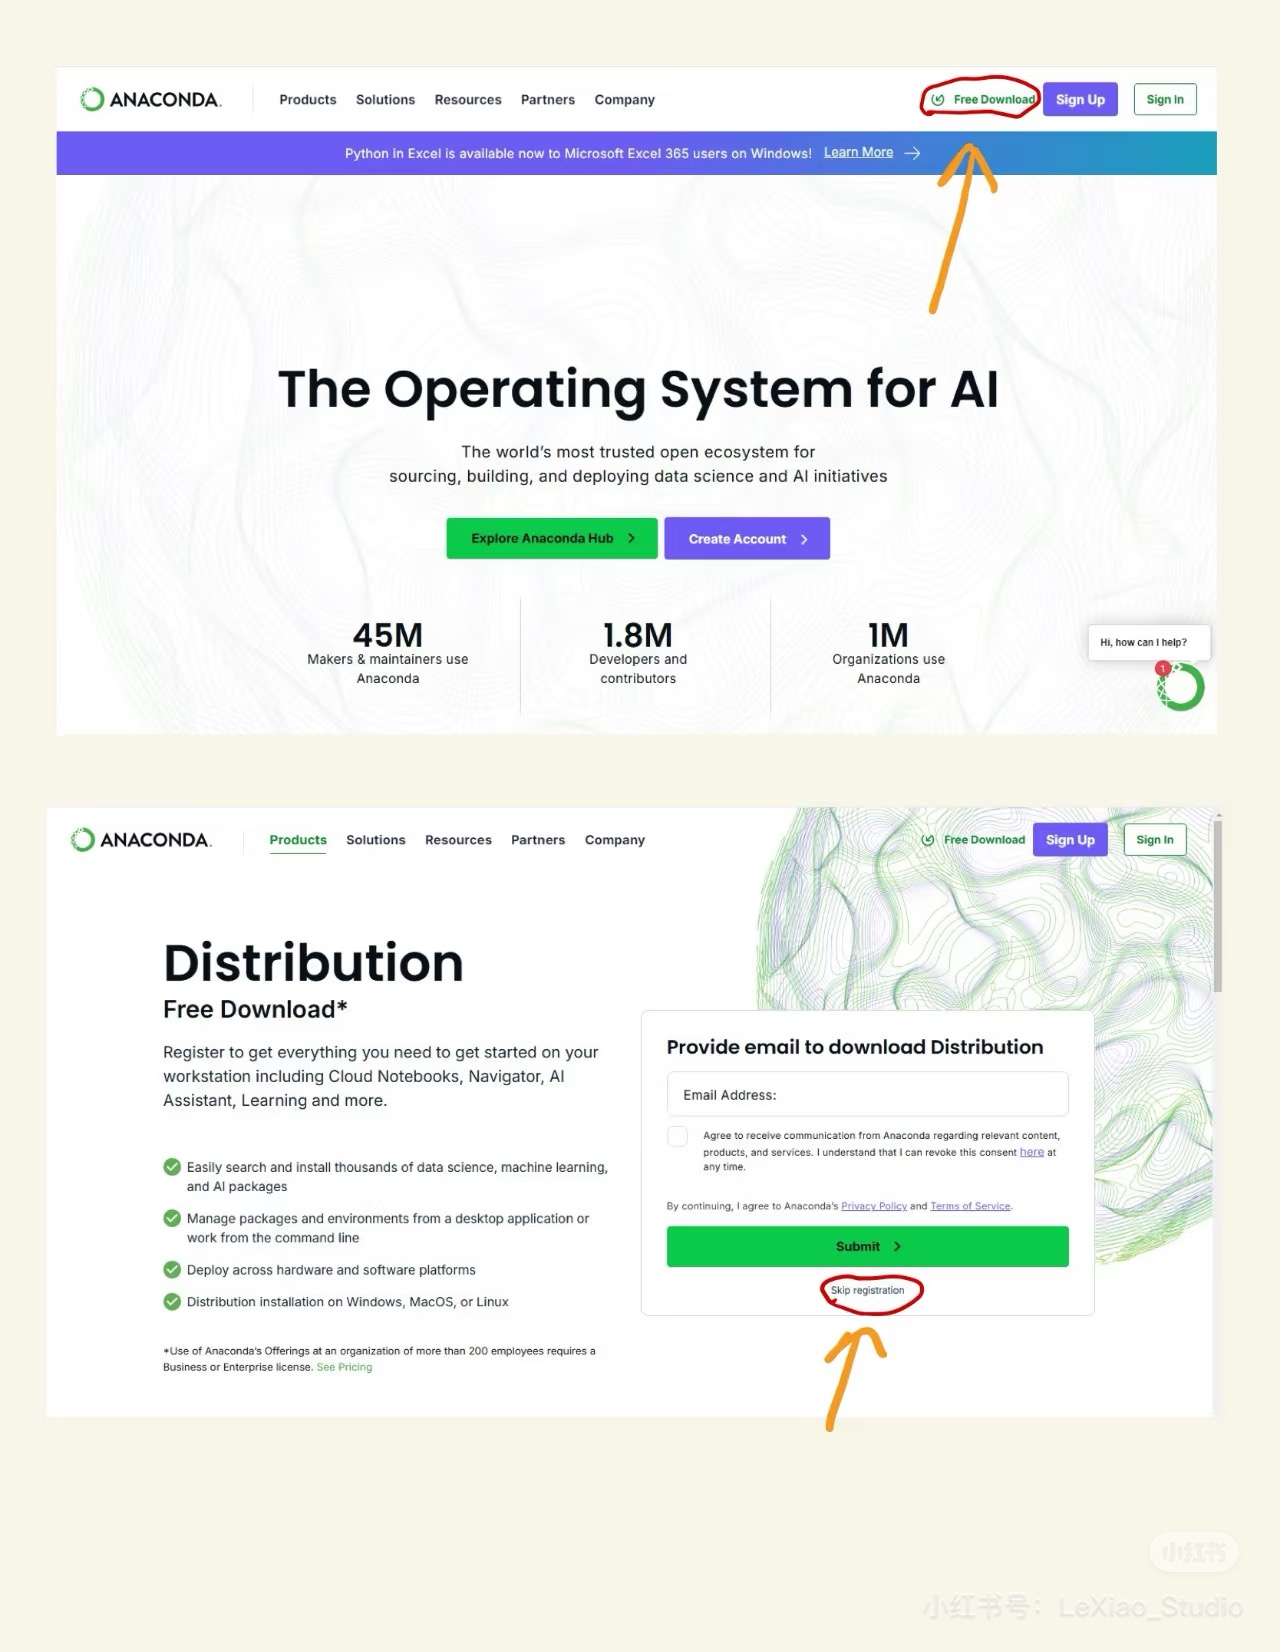 ANACONDA.
Products Solutions Resources Partners Company
Free Download Sign Up Sign In
Python in Excel is available now to Microsoft Excel 365 users on Windows! Learn More
The Operating System for AI
The world's most trusted open ecosystem for
sourcing, building, and deploying data science and AI initiatives
Explore Anaconda Hub
Create Account
45M
Makers & maintainers use
Anaconda
1.8M
Developers and
contributors
1M
Organizations use
Anaconda
Hi, how can I help?
1
ANACONDA.
Products Solutions Resources Partners Company
Free Download Sign Up Sign In
Distribution
Free Download*
Register to get everything you need to get started on your
workstation including Cloud Notebooks, Navigator, AI
Assistant, Learning and more.
Easily search and install thousands of data science, machine learning,
and AI packages
Manage packages and environments from a desktop application or
work from the command line
Deploy across hardware and software platforms
Distribution installation on Windows, MacOS, or Linux
*Use of Anaconda's Offerings at an organization of more than 200 employees requires a
Business or Enterprise license. See Pricing
Provide email to download Distribution
Email Address:
Agree to receive communication from Anaconda regarding relevant content,
products, and services. I understand that I can revoke this consent here at
any time.
By continuing, I agree to Anaconda's Privacy Policy and Terms of Service.
Submit
Skip registration
小红书
小红书号：LeXiao_Studio